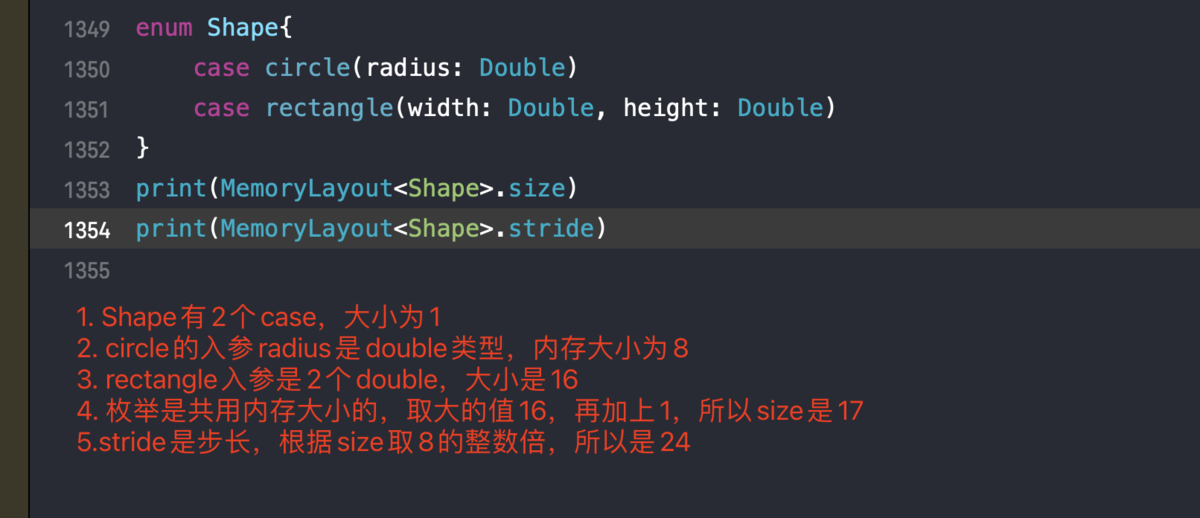 1349 enum Shape{
1350     case circle(radius: Double)
1351     case rectangle(width: Double, height: Double)
1352 }
1353 print(MemoryLayout<Shape>.size)
1354 print(MemoryLayout<Shape>.stride)
1355
1. Shape有2个case，大小为1
2. circle的入参radius是double类型，内存大小为8
3. rectangle入参是2个double，大小是16
4. 枚举是共用内存大小的，取大的值16，再加上1，所以size是17
5.stride是步长，根据size取8的整数倍，所以是24